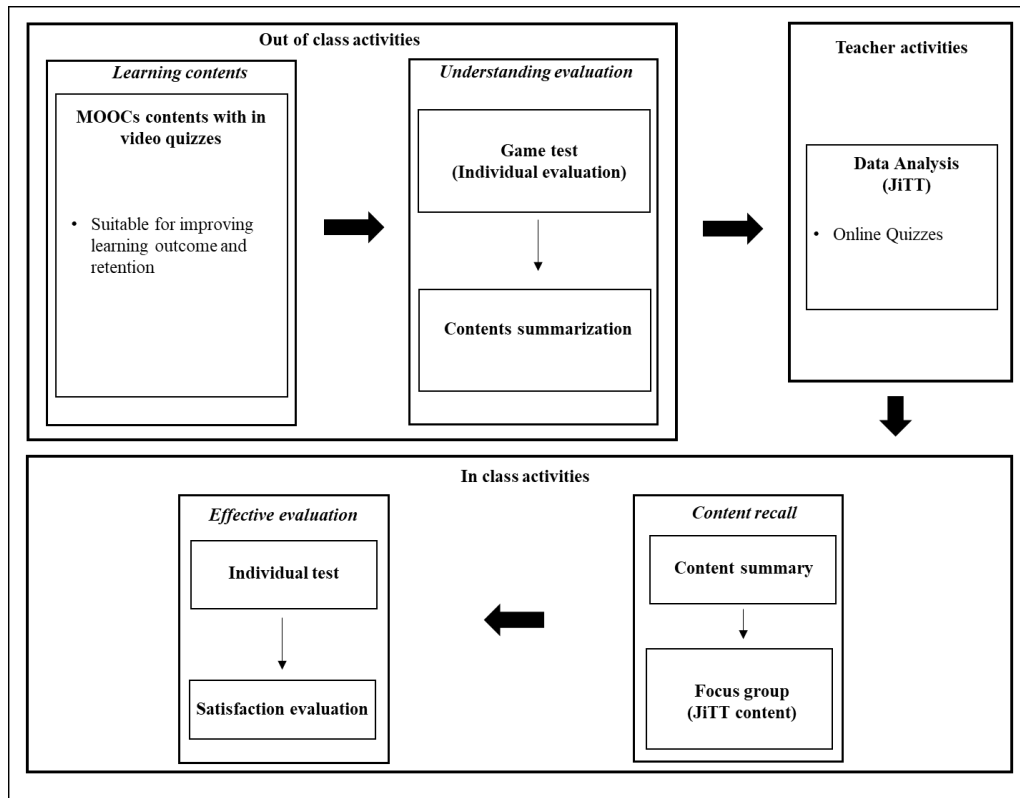 Out of class activities
Learning contents
MOOCs contents with in
video quizzes
• Suitable for improving
learning outcome and
retention
Understanding evaluation
Game test
(Individual evaluation)
Contents summarization
Teacher activities
Data Analysis
(JiTT)
• Online Quizzes
In class activities
Effective evaluation
Individual test
Satisfaction evaluation
Content recall
Content summary
Focus group
(JiTT content)